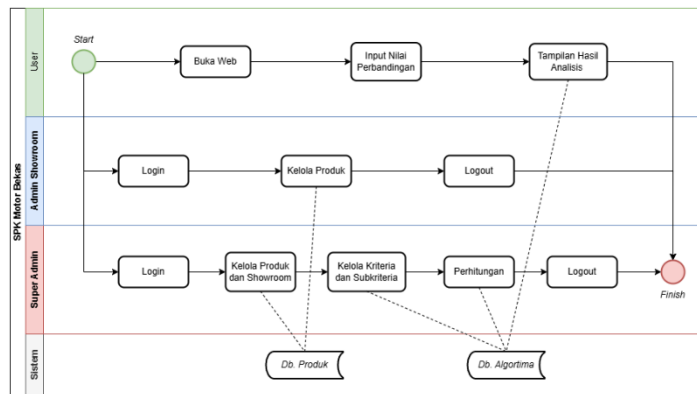 SPK Motor Bekas
User
Start
Buka Web
Input Nilai
Perbandingan
Tampilan Hasil
Analisis
Admin Showroom
Login
Kelola Produk
Logout
Super Admin
Login
Kelola Produk
dan Showroom
Kelola Kriteria
dan Subkriteria
Perhitungan
Logout
Finish
Sistem
Db. Produk
Db. Algortima